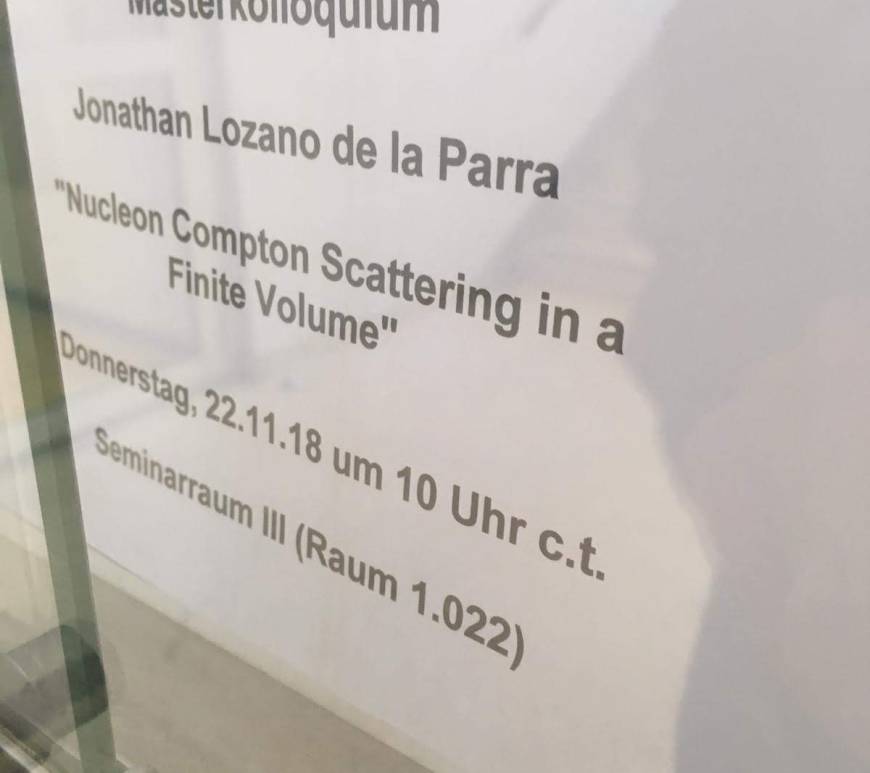 Masterkolloquium
Jonathan Lozano de la Parra
"Nucleon Compton Scattering in a
Finite Volume"
Donnerstag, 22.11.18 um 10 Uhr c.t.
Seminarraum III (Raum 1.022)